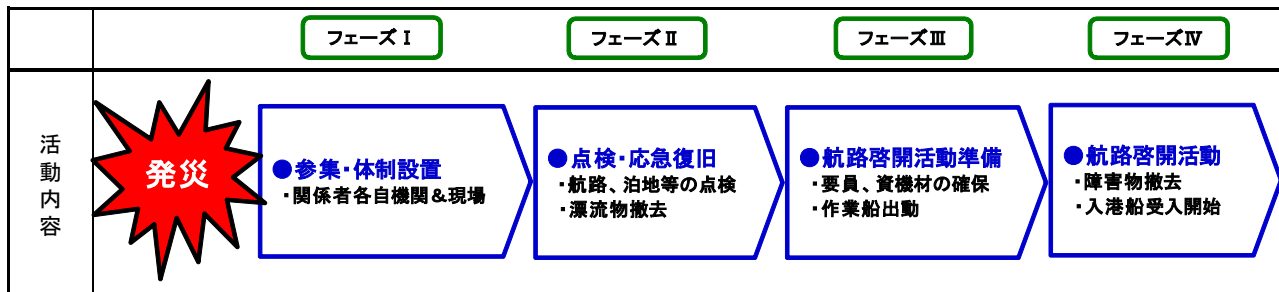 フェーズⅠ
フェーズⅡ
フェーズⅢ
フェーズⅣ
活動内容
発災
●参集・体制設置
・関係者各自機関＆現場
●点検・応急復旧
・航路、泊地等の点検
・漂流物撤去
●航路啓開活動準備
・要員、資機材の確保
・作業船出動
●航路啓開活動
・障害物撤去
・入港船受入開始